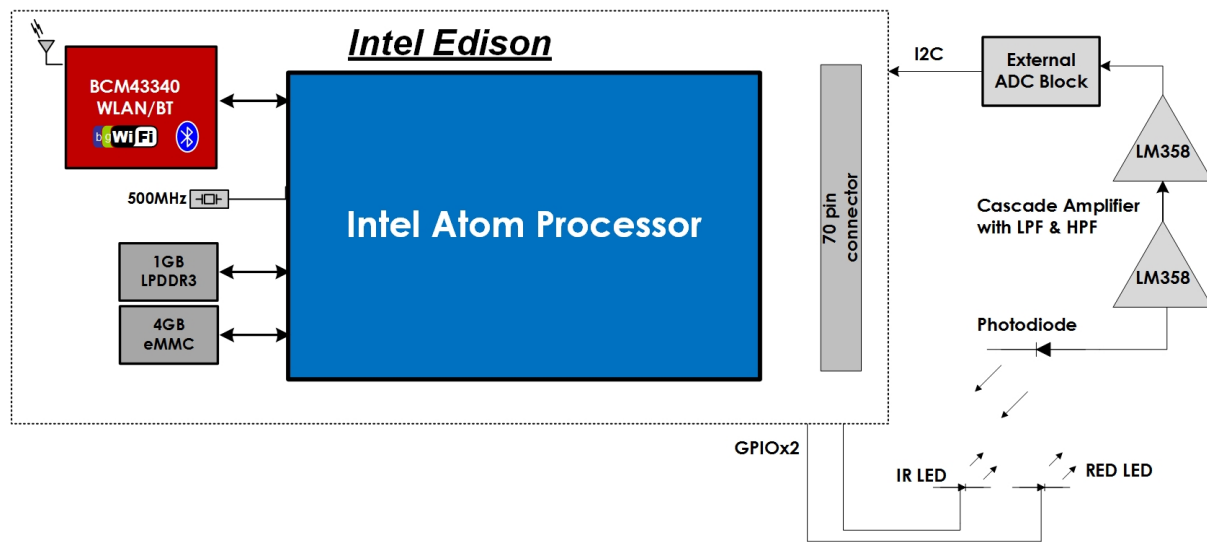 Intel Edison
BCM43340
WLAN/BT
bg WiFi
500MHz
1GB
LPDDR3
4GB
eMMC
Intel Atom Processor
70 pin
connector
I2C
External
ADC Block
LM358
Cascade Amplifier
with LPF & HPF
LM358
Photodiode
GPIOx2
IR LED
RED LED